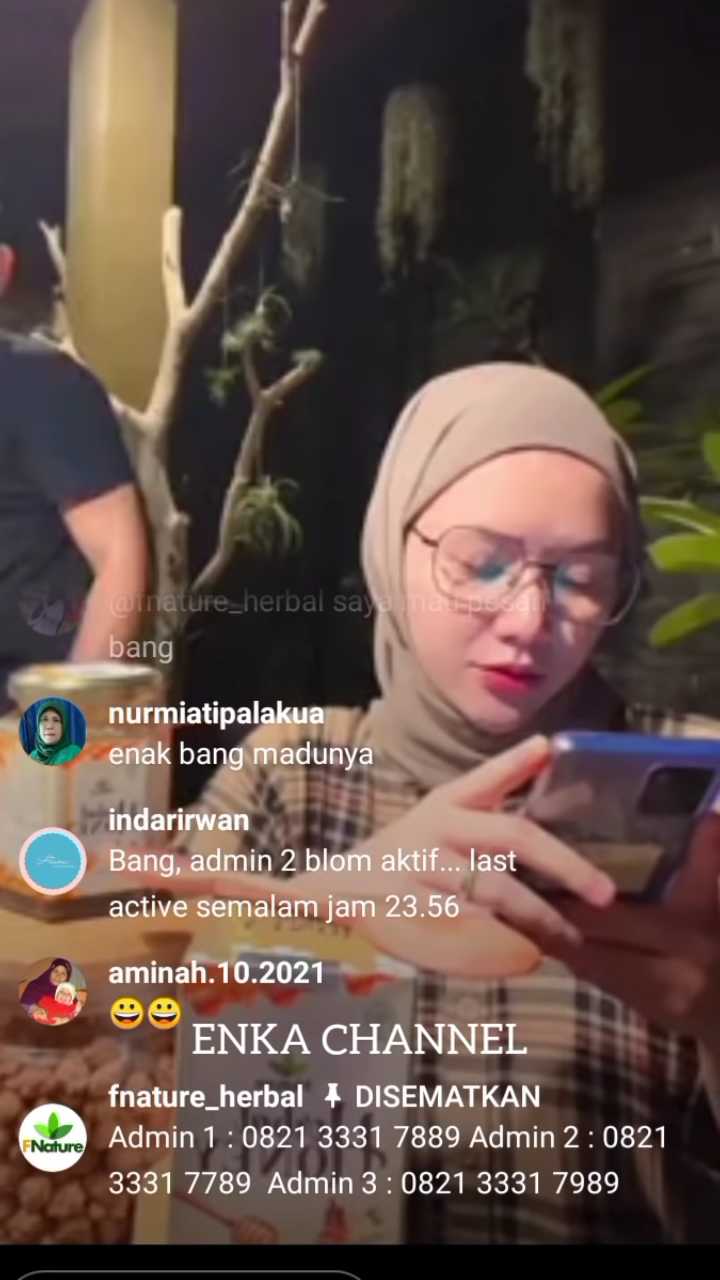 @fnature_herbal saya mau pesan
bang
nurmiatipalakua
enak bang madunya
indarirwan
Bang, admin 2 blom aktif... last
active semalam jam 23.56
aminah.10.2021
😀😀
ENKA CHANNEL
fnature_herbal 📌 DISEMATKAN
FNature
Admin 1 : 0821 3331 7889 Admin 2 : 0821
3331 7789 Admin 3 : 0821 3331 7989